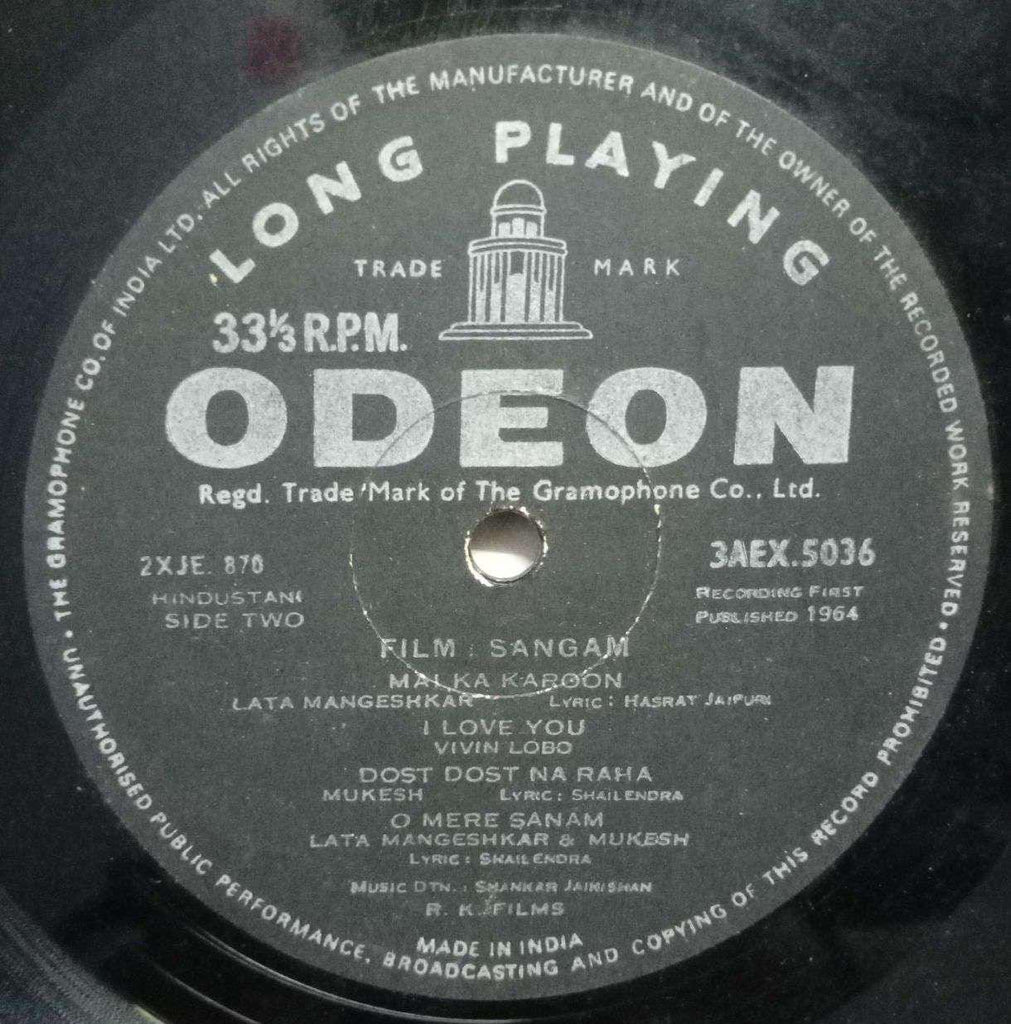 THE GRAMOPHONE CO. OF INDIA LTD. ALL RIGHTS OF THE MANUFACTURER AND OF THE OWNER OF THE RECORDED WORK RESERVED •
LONG PLAYING
TRADE MARK
33⅓ R.P.M.
ODEON
Regd. Trade Mark of The Gramophone Co., Ltd.
2XJE. 870
HINDUSTANI
SIDE TWO
3AEX.5036
RECORDING FIRST
PUBLISHED 1964
FILM : SANGAM
MAI KA KAROON
LATA MANGESHKAR LYRIC : HASRAT JAIPURI
I LOVE YOU
VIVIN LOBO
DOST DOST NA RAHA
MUKESH LYRIC : SHAILENDRA
O MERE SANAM
LATA MANGESHKAR & MUKESH
LYRIC : SHAILENDRA
MUSIC DTN. : SHANKAR JAIKISHAN
R. K. FILMS
MADE IN INDIA
• UNAUTHORISED PUBLIC PERFORMANCE, BROADCASTING AND COPYING OF THIS RECORD PROHIBITED •